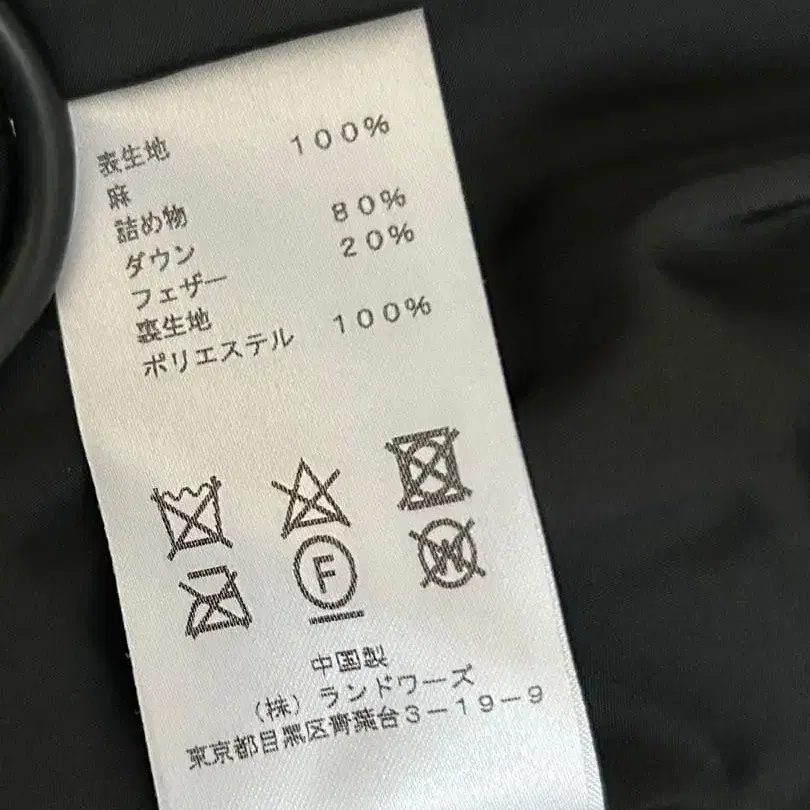 表生地
麻 100%
詰め物
ダウン 80%
フェザー 20%
裏生地
ポリエステル 100%
F
W
中国製
（株）ランドワーズ
東京都目黒区青葉台3－19－9